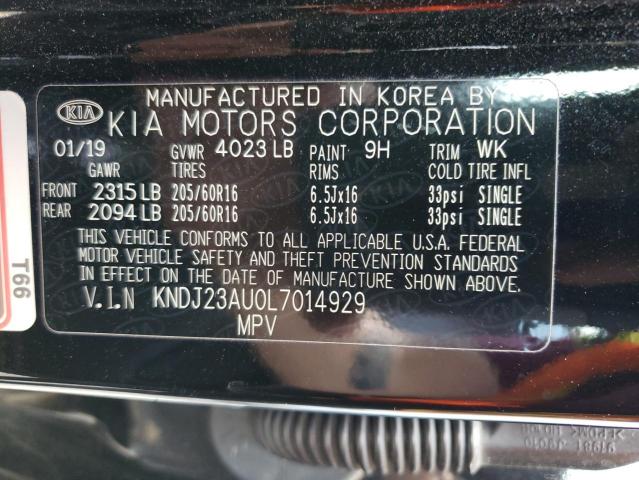 MANUFACTURED IN KOREA BY
KIA KIA MOTORS CORPORATION
01/19 GVWR 4023 LB PAINT 9H TRIM WK
GAWR TIRES RIMS COLD TIRE INFL
FRONT 2315 LB 205/60R16 6.5Jx16 33psi SINGLE
REAR 2094 LB 205/60R16 6.5Jx16 33psi SINGLE
THIS VEHICLE CONFORMS TO ALL APPLICABLE U.S.A. FEDERAL
MOTOR VEHICLE SAFETY AND THEFT PREVENTION STANDARDS
IN EFFECT ON THE DATE OF MANUFACTURE SHOWN ABOVE.
V.I.N KNDJ23AU0L7014929
MPV
T66